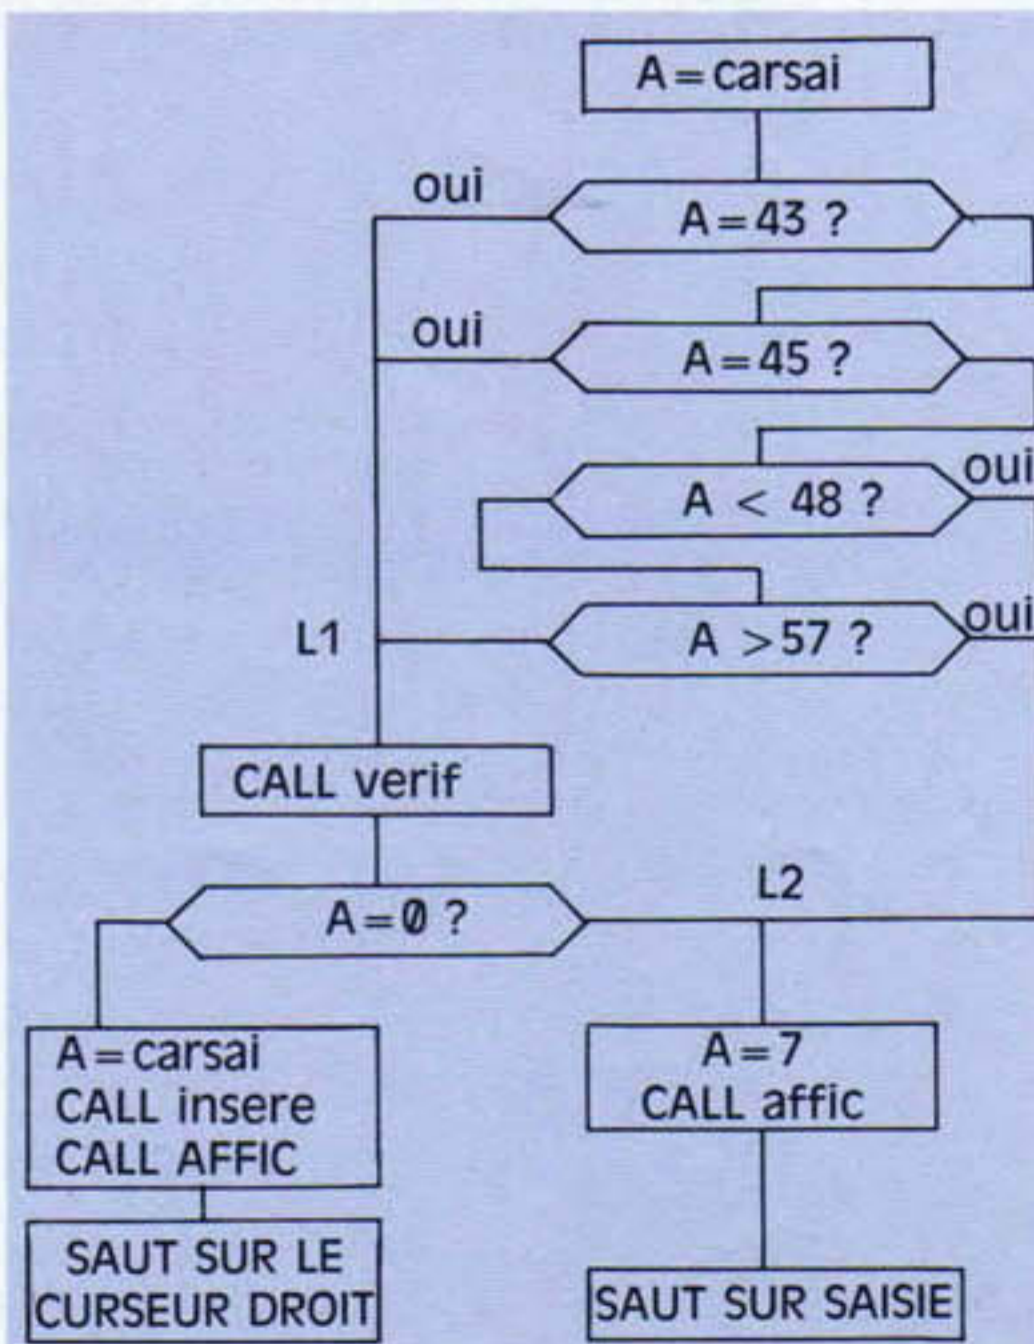 A = carsai
oui
A = 43 ?
oui
A = 45 ?
A < 48 ?
oui
A > 57 ?
oui
L1
CALL verif
A = 0 ?
L2
A = carsai
CALL insere
CALL AFFIC
A = 7
CALL affic
SAUT SUR LE
CURSEUR DROIT
SAUT SUR SAISIE